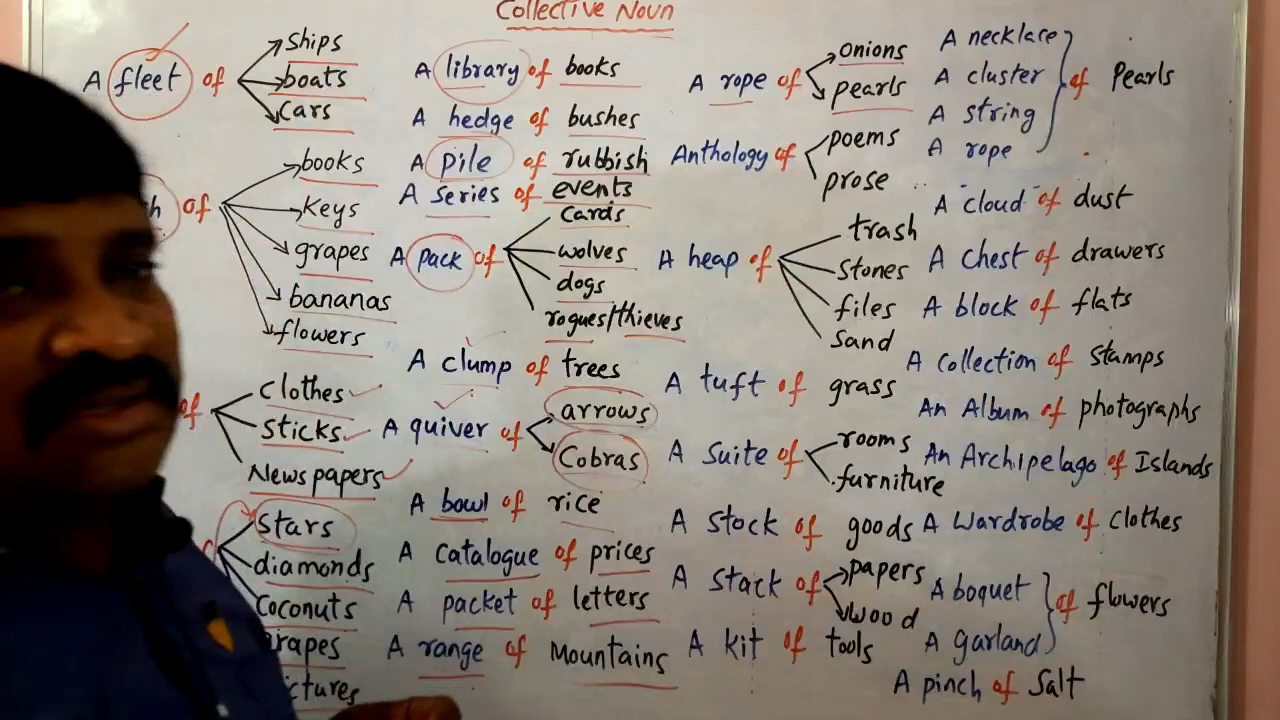 Collective Noun
A fleet of
ships
boats
cars
of
books
keys
grapes
bananas
flowers
of
clothes
sticks
Newspapers
stars
diamonds
coconuts
A library of books
A hedge of bushes
A pile of rubbish
A series of events
A pack of
cards
wolves
dogs
rogues/thieves
A clump of trees
A quiver of
arrows
Cobras
A bowl of rice
A catalogue of prices
A packet of letters
A range of Mountains
A rope of
onions
pearls
Anthology of
poems
prose
A heap of
trash
stones
files
sand
A tuft of grass
A suite of
rooms
furniture
A stock of goods
A stack of
papers
wood
A kit of tools
A necklace
A cluster
A string
A rope
of Pearls
A cloud of dust
A chest of drawers
A block of flats
A collection of stamps
An Album of photographs
An Archipelago of Islands
A wardrobe of clothes
A boquet
A garland
of flowers
A pinch of salt